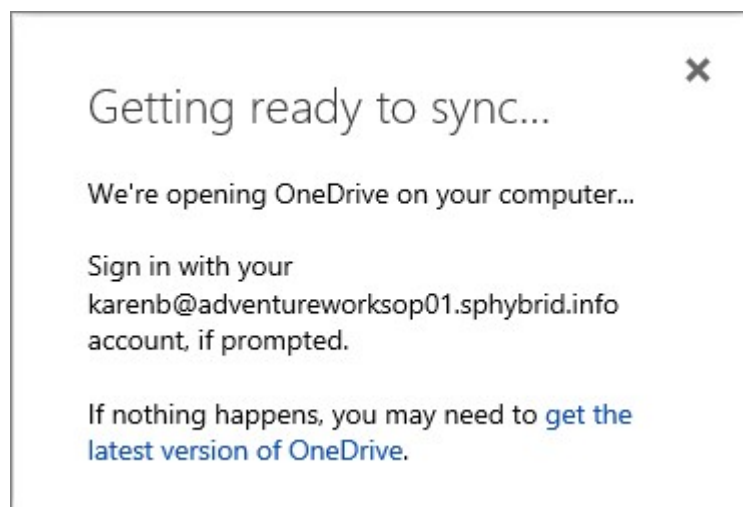 Getting ready to sync...
We're opening OneDrive on your computer...
Sign in with your
karenb@adventureworksop01.sphybrid.info
account, if prompted.
If nothing happens, you may need to get the
latest version of OneDrive.